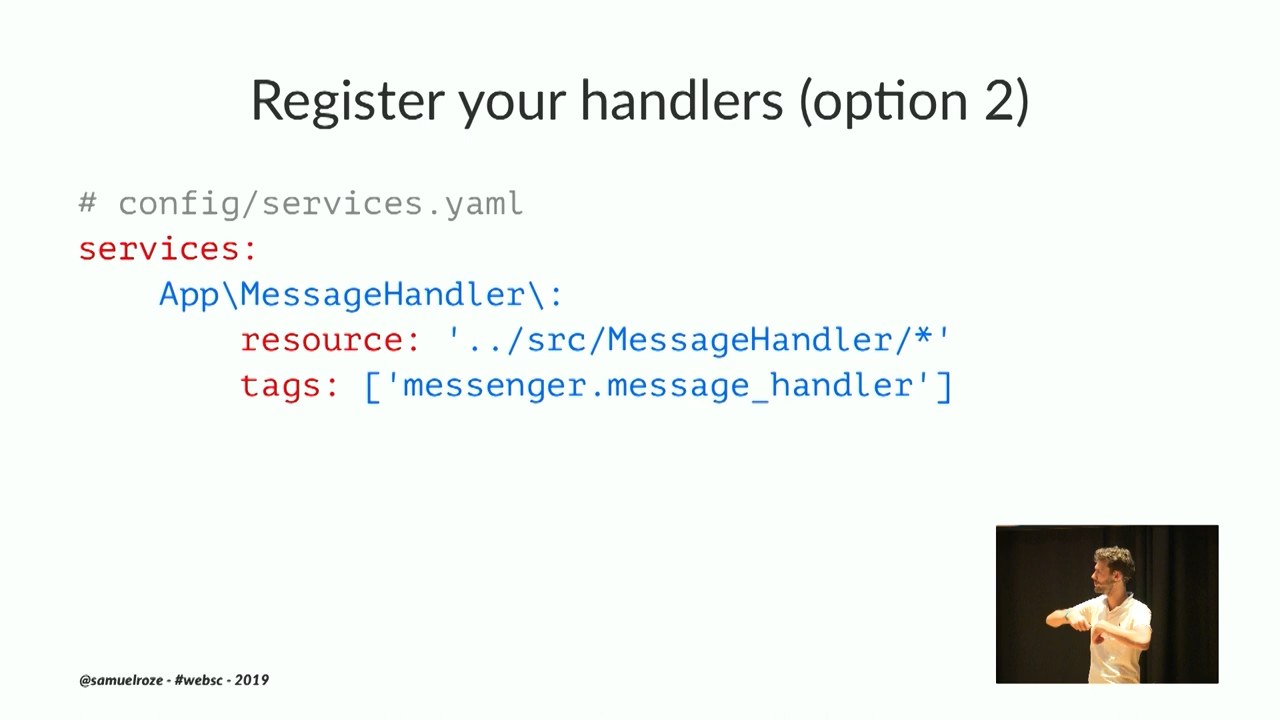 Register your handlers (option 2)
# config/services.yaml
services:
    App\MessageHandler\:
        resource: '../src/MessageHandler/*'
        tags: ['messenger.message_handler']
@samuelroze - #websc - 2019